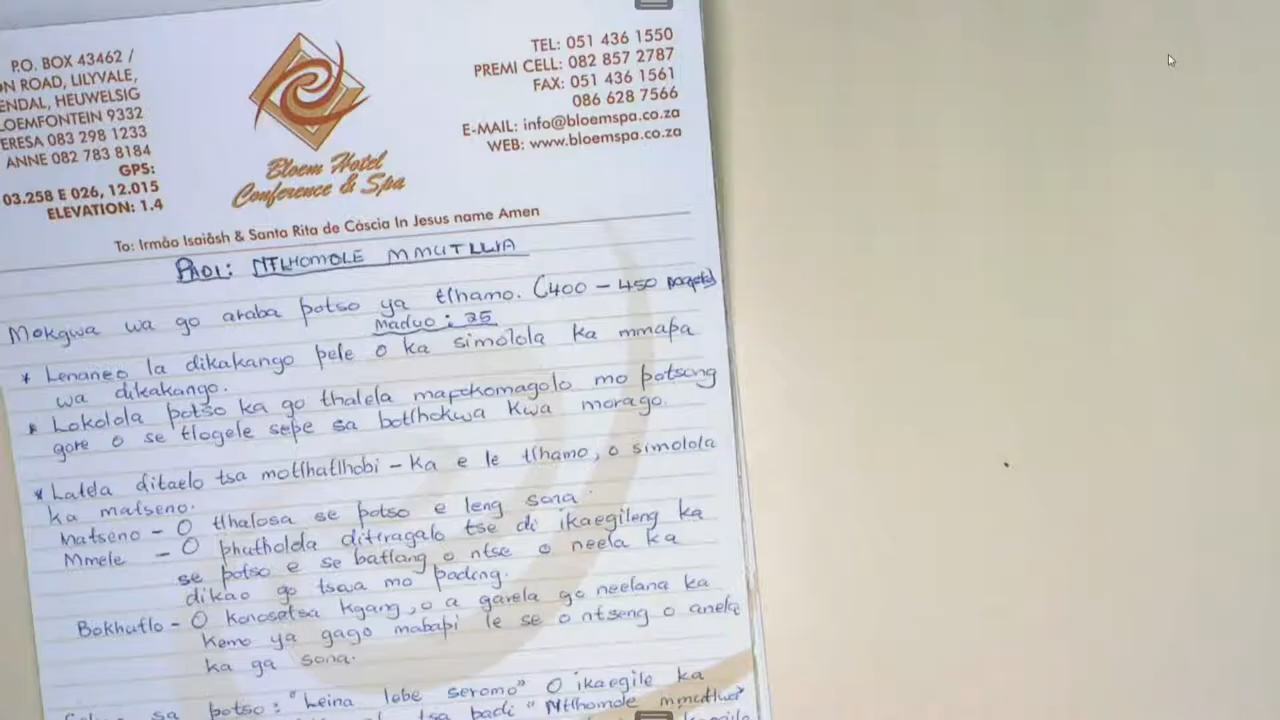 P.O. BOX 43462 /
ON ROAD, LILYVALE,
ENDAL, HEUWELSIG
LOEMFONTEIN 9332
ERESA 083 298 1233
ANNE 082 783 8184
GPS:
03.258 E 026, 12.015
ELEVATION: 1.4
Bloem Hotel
Conference & Spa
TEL: 051 436 1550
PREMI CELL: 082 857 2787
FAX: 051 436 1561
086 628 7566
E-MAIL: info@bloemspa.co.za
WEB: www.bloemspa.co.za
To: Irmão Isaiâsh & Santa Rita de Cáscia In Jesus name Amen
PADI: NTLHOMOLE MMUTLWA
Mokgwa wa go araba potso ya tlhamo. (400 - 450
Maduo: 35
* Lenaneo la dikakango pele o ka simolola ka mmapa
wa dikakango.
* Lokolola potso ka go thalela mafokomagolo mo potsong
gore o se tlogele sepe sa botlhokwa kwa morago.
* Latela ditaelo tsa motlhatlhobi - ka e le tlhamo, o simolola
ka matseno.
Matseno - O tlhalosa se potso e leng sona.
Mmele - O phutholola ditiragalo tse di ikaegileng ka
se potso e se batlang o ntse o neela ka
dikao go tswa mo pading.
Bokhutlo - O konosetsa kgang, o a garela go neelana ka
kemo ya gago mabapi le se o ntseng o aneka
ka ga sona.
sa potso: "Leina lebe seromo" O ikaegile ka
tsa padi "Ntlhomole mmutlwa"